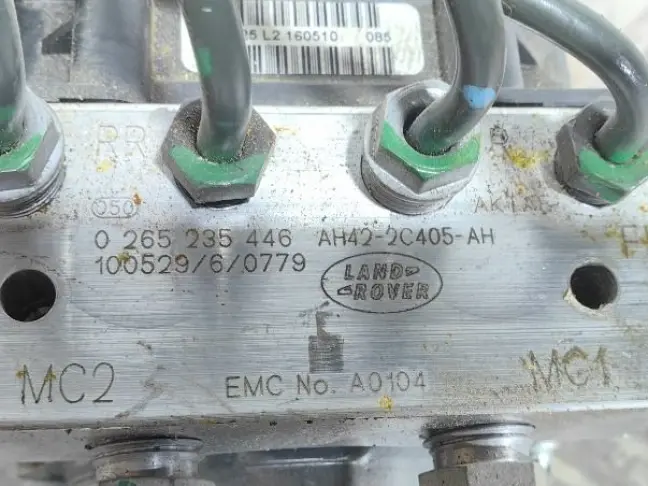 L2 160510 085
RR
050
0 265 235 446 AH42-2C405-AH
100529/6/0779
LAND
ROVER
MC2
EMC No. A0104
MC1